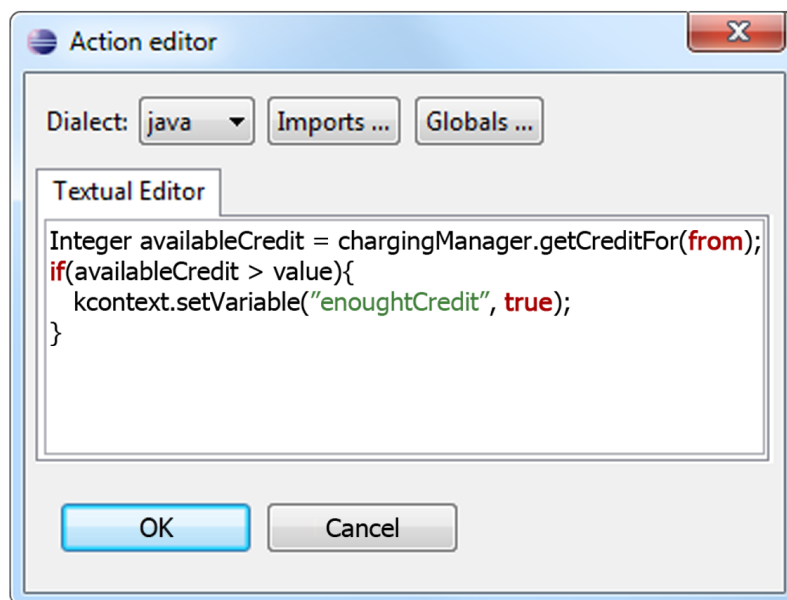 Action editor
Dialect: java Imports ... Globals ...
Textual Editor
Integer availableCredit = chargingManager.getCreditFor(from);
if(availableCredit > value){
kcontext.setVariable(”enoughtCredit”, true);
}
OK Cancel